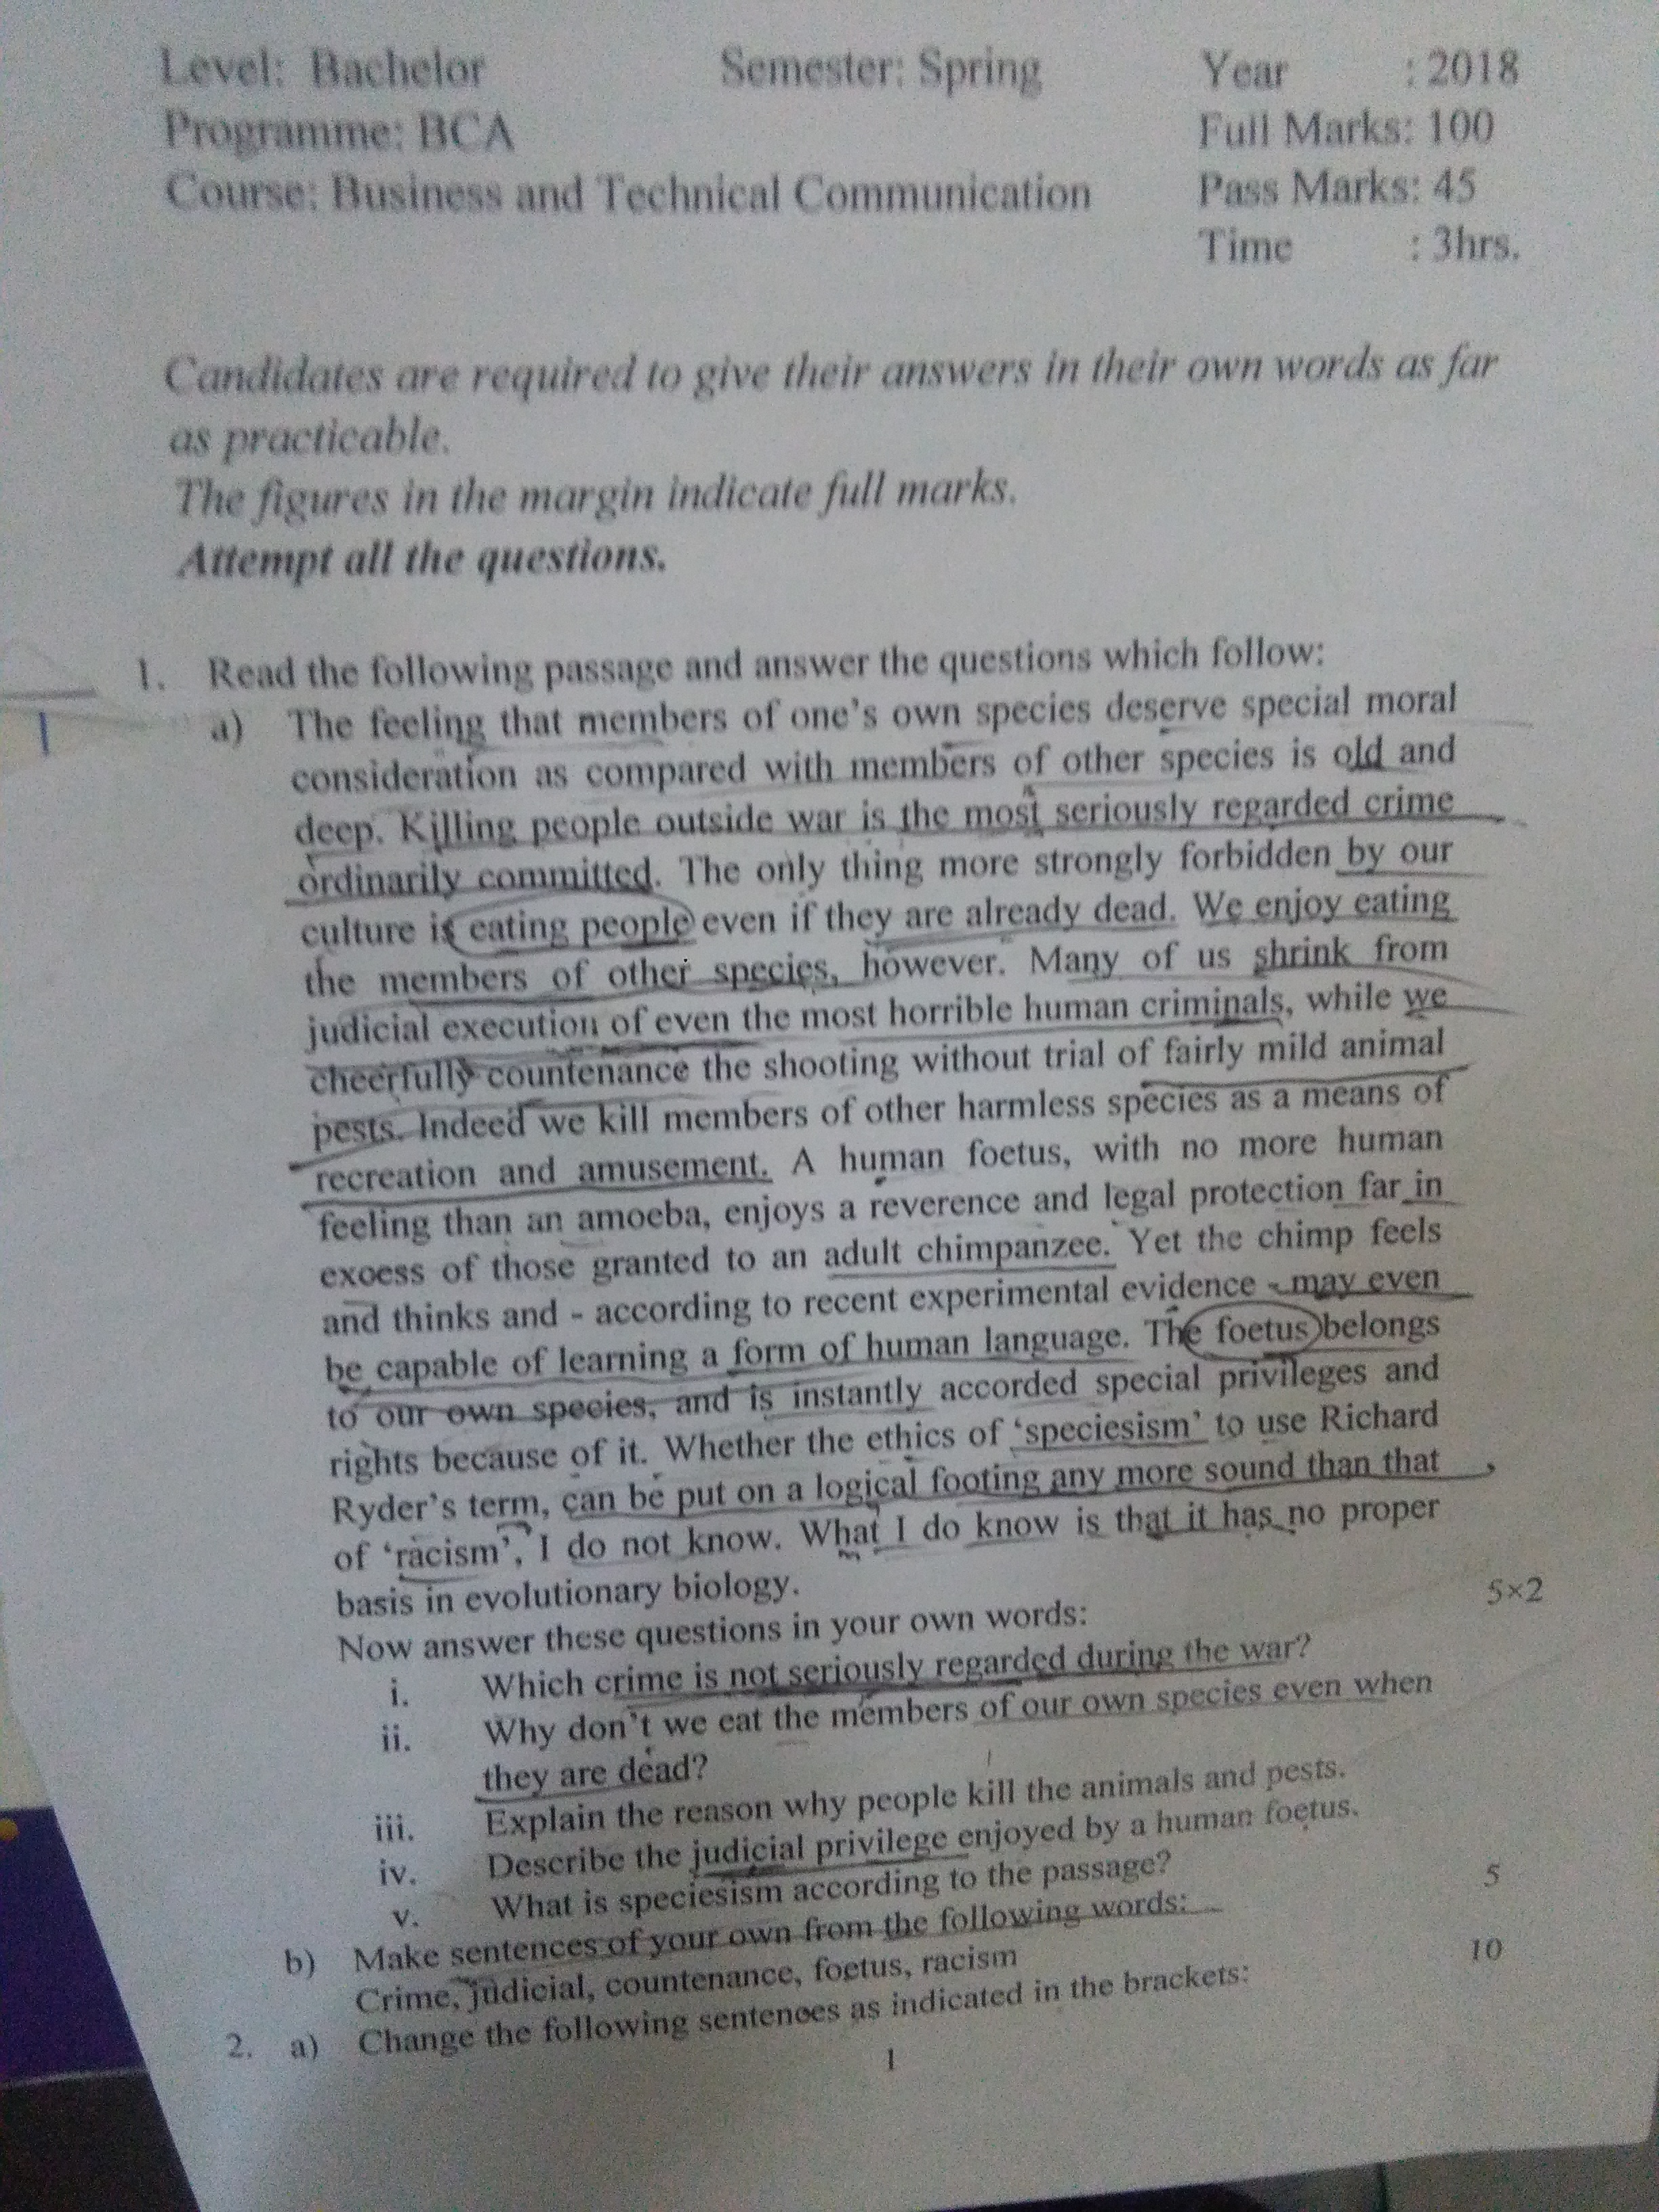 Level: Bachelor Semester: Spring Year : 2018
Programme: BCA Full Marks: 100
Course: Business and Technical Communication Pass Marks: 45
Time : 3hrs.
Candidates are required to give their answers in their own words as far
as practicable.
The figures in the margin indicate full marks.
Attempt all the questions.
1. Read the following passage and answer the questions which follow:
a) The feeling that members of one's own species deserve special moral
consideration as compared with members of other species is old and
deep. Killing people outside war is the most seriously regarded crime
ordinarily committed. The only thing more strongly forbidden by our
culture is eating people even if they are already dead. We enjoy eating
the members of other species, however. Many of us shrink from
judicial execution of even the most horrible human criminals, while we
cheerfully countenance the shooting without trial of fairly mild animal
pests. Indeed we kill members of other harmless species as a means of
recreation and amusement. A human foetus, with no more human
feeling than an amoeba, enjoys a reverence and legal protection far in
excess of those granted to an adult chimpanzee. Yet the chimp feels
and thinks and - according to recent experimental evidence - may even
be capable of learning a form of human language. The foetus belongs
to our own species, and is instantly accorded special privileges and
rights because of it. Whether the ethics of 'speciesism' to use Richard
Ryder's term, can be put on a logical footing any more sound than that
of 'racism', I do not know. What I do know is that it has no proper
basis in evolutionary biology.
Now answer these questions in your own words: 5×2
i. Which crime is not seriously regarded during the war?
ii. Why don't we eat the members of our own species even when
they are dead?
iii. Explain the reason why people kill the animals and pests.
iv. Describe the judicial privilege enjoyed by a human foetus.
v. What is speciesism according to the passage?
b) Make sentences of your own from the following words: 5
Crime, judicial, countenance, foetus, racism
2. a) Change the following sentences as indicated in the brackets: 10
1